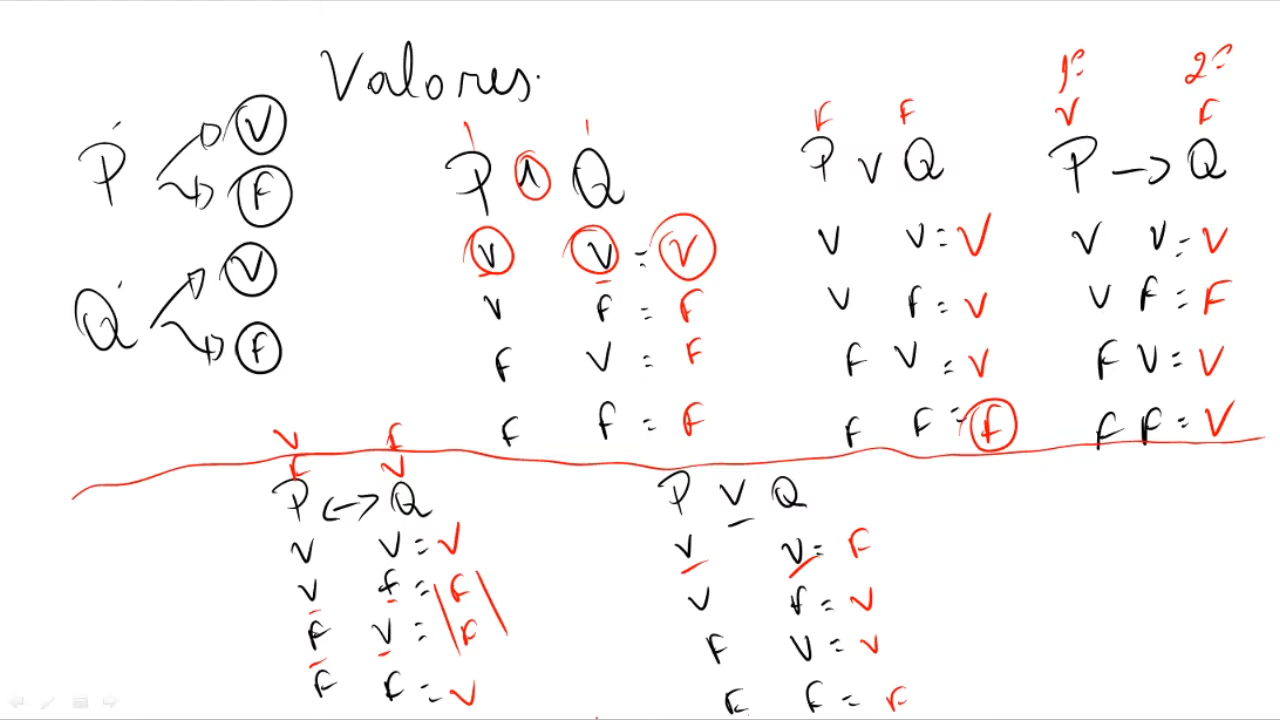 Valores.
P → V
→ F
Q → V
→ F
P ∧ Q
V V = V
V F = F
F V = F
F F = F
F F
P ∨ Q
V V = V
V F = V
F V = V
F F = F
1º 2º
V F
P → Q
V V = V
V F = F
F V = V
F F = V
V F
F V
P ↔ Q
V V = V
V F = F
F V = F
F F = V
P ⊻ Q
V V = F
V F = V
F V = V
F F = F